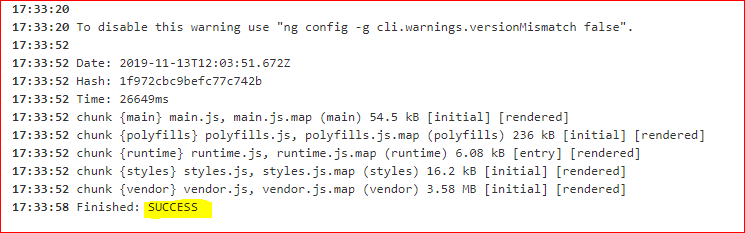 17:33:20
17:33:20 To disable this warning use "ng config -g cli.warnings.versionMismatch false".
17:33:52
17:33:52 Date: 2019-11-13T12:03:51.672Z
17:33:52 Hash: 1f972cbc9befc77c742b
17:33:52 Time: 26649ms
17:33:52 chunk {main} main.js, main.js.map (main) 54.5 kB [initial] [rendered]
17:33:52 chunk {polyfills} polyfills.js, polyfills.js.map (polyfills) 236 kB [initial] [rendered]
17:33:52 chunk {runtime} runtime.js, runtime.js.map (runtime) 6.08 kB [entry] [rendered]
17:33:52 chunk {styles} styles.js, styles.js.map (styles) 16.2 kB [initial] [rendered]
17:33:52 chunk {vendor} vendor.js, vendor.js.map (vendor) 3.58 MB [initial] [rendered]
17:33:58 Finished: SUCCESS